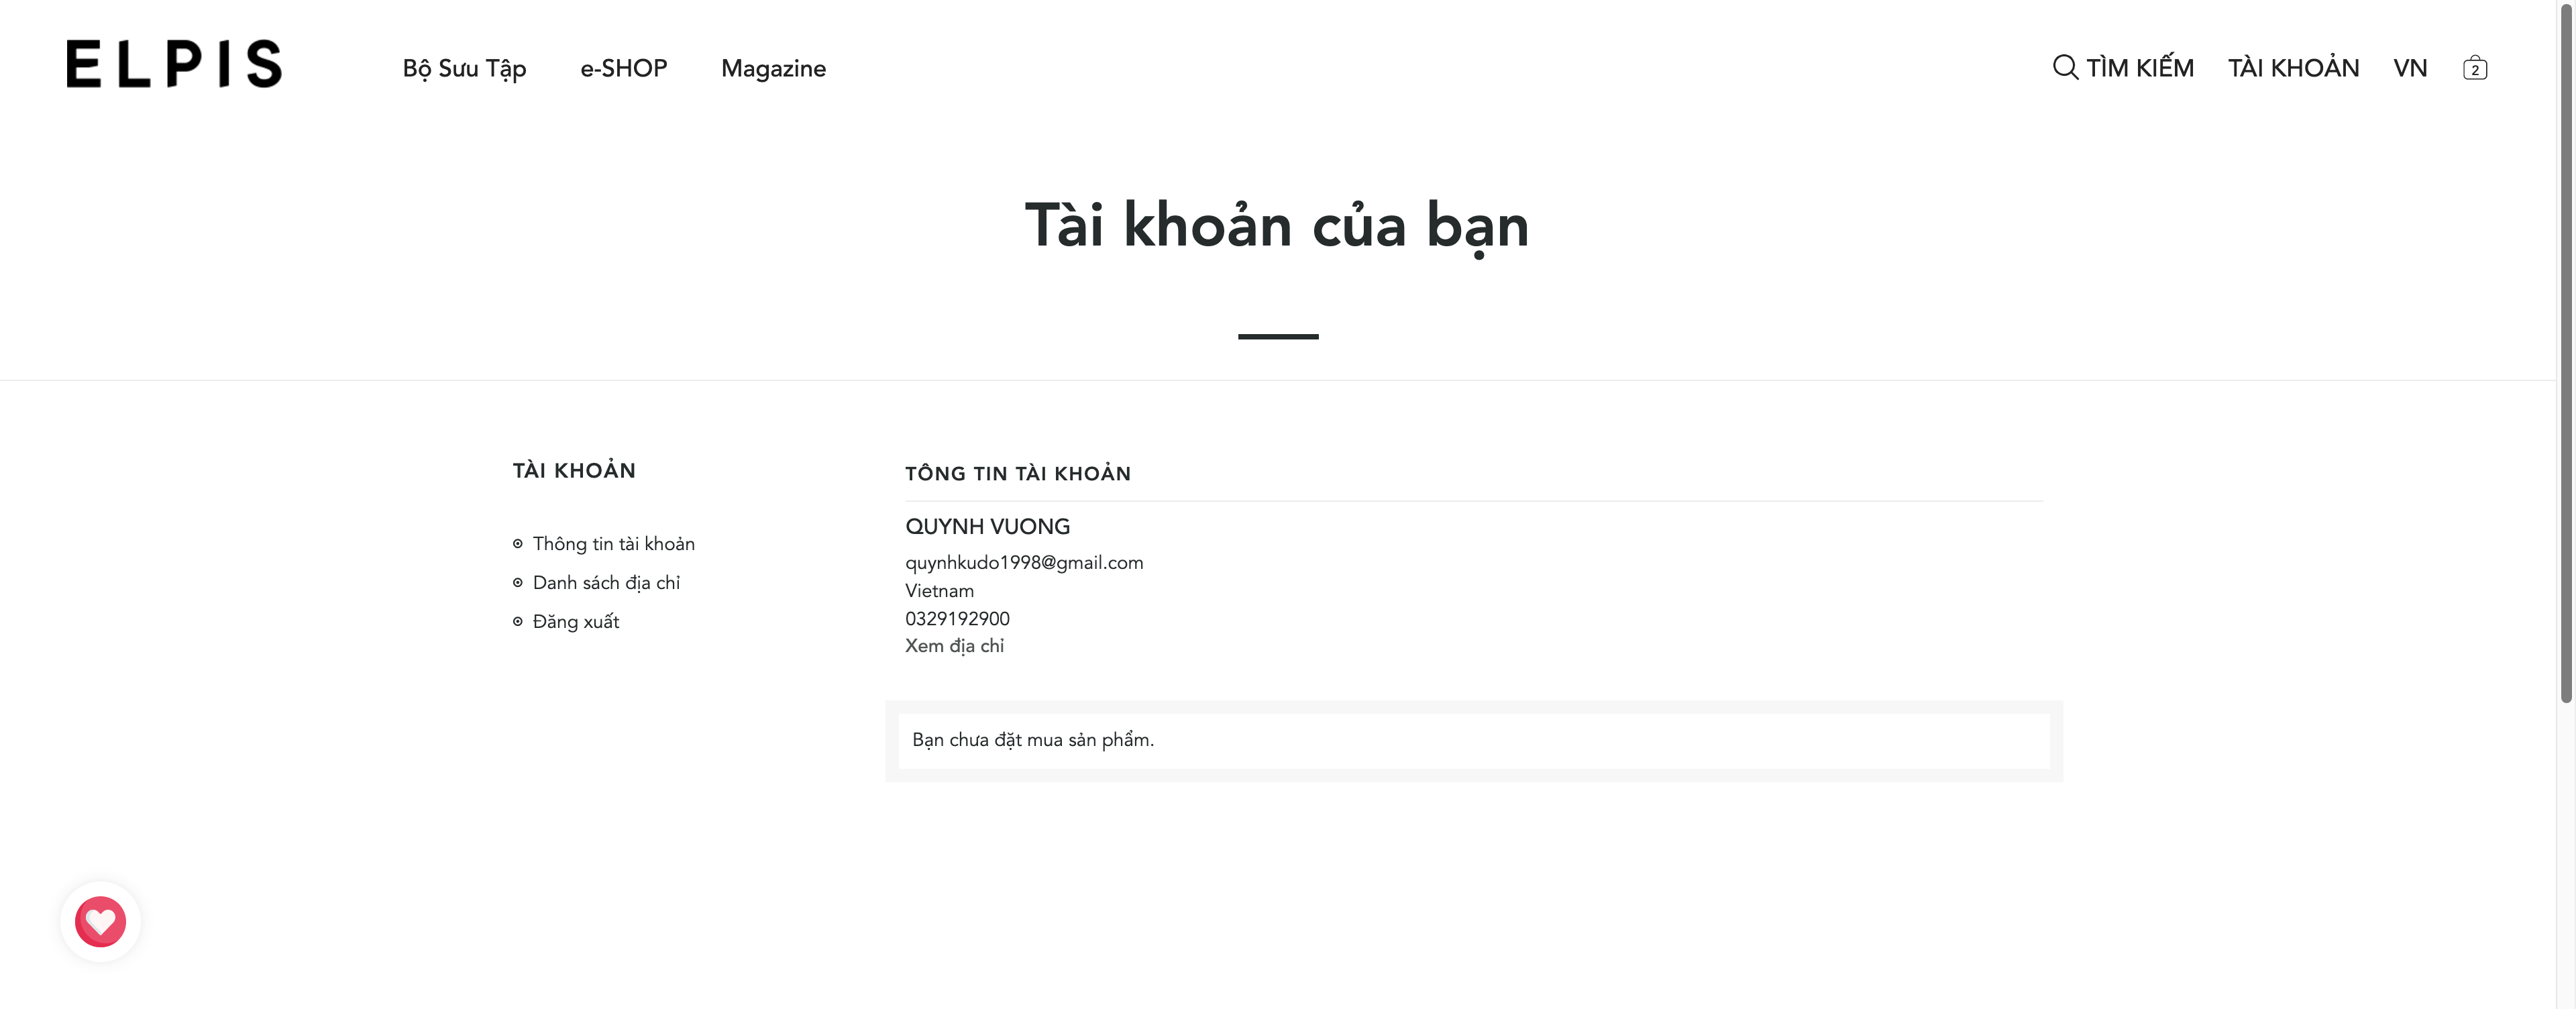 ELPIS
Bộ Sưu Tập
e-SHOP
Magazine
TÌM KIẾM
TÀI KHOẢN
VN
2
Tài khoản của bạn
TÀI KHOẢN
Thông tin tài khoản
Danh sách địa chỉ
Đăng xuất
TÔNG TIN TÀI KHOẢN
QUYNH VUONG
quynhkudo1998@gmail.com
Vietnam
0329192900
Xem địa chỉ
Bạn chưa đặt mua sản phẩm.